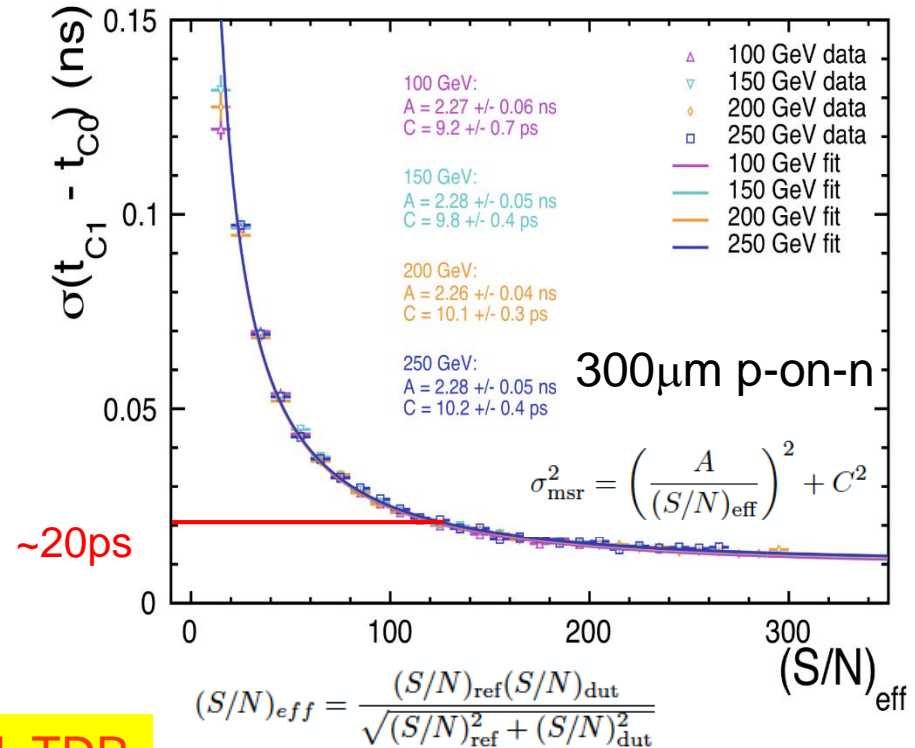 0.15
0.1
0.05
0
σ(t_C1 - t_C0) (ns)
100 GeV data
150 GeV data
200 GeV data
250 GeV data
100 GeV fit
150 GeV fit
200 GeV fit
250 GeV fit
100 GeV:
A = 2.27 +/- 0.06 ns
C = 9.2 +/- 0.7 ps
150 GeV:
A = 2.28 +/- 0.05 ns
C = 9.8 +/- 0.4 ps
200 GeV:
A = 2.26 +/- 0.04 ns
C = 10.1 +/- 0.3 ps
250 GeV:
A = 2.28 +/- 0.05 ns
C = 10.2 +/- 0.4 ps
300μm p-on-n
σ²_msr = (A / (S/N)_eff)² + C²
~20ps
0 100 200 300
(S/N)_eff
(S/N)_eff = (S/N)_ref(S/N)_dut / √((S/N)²_ref + (S/N)²_dut)
TDR